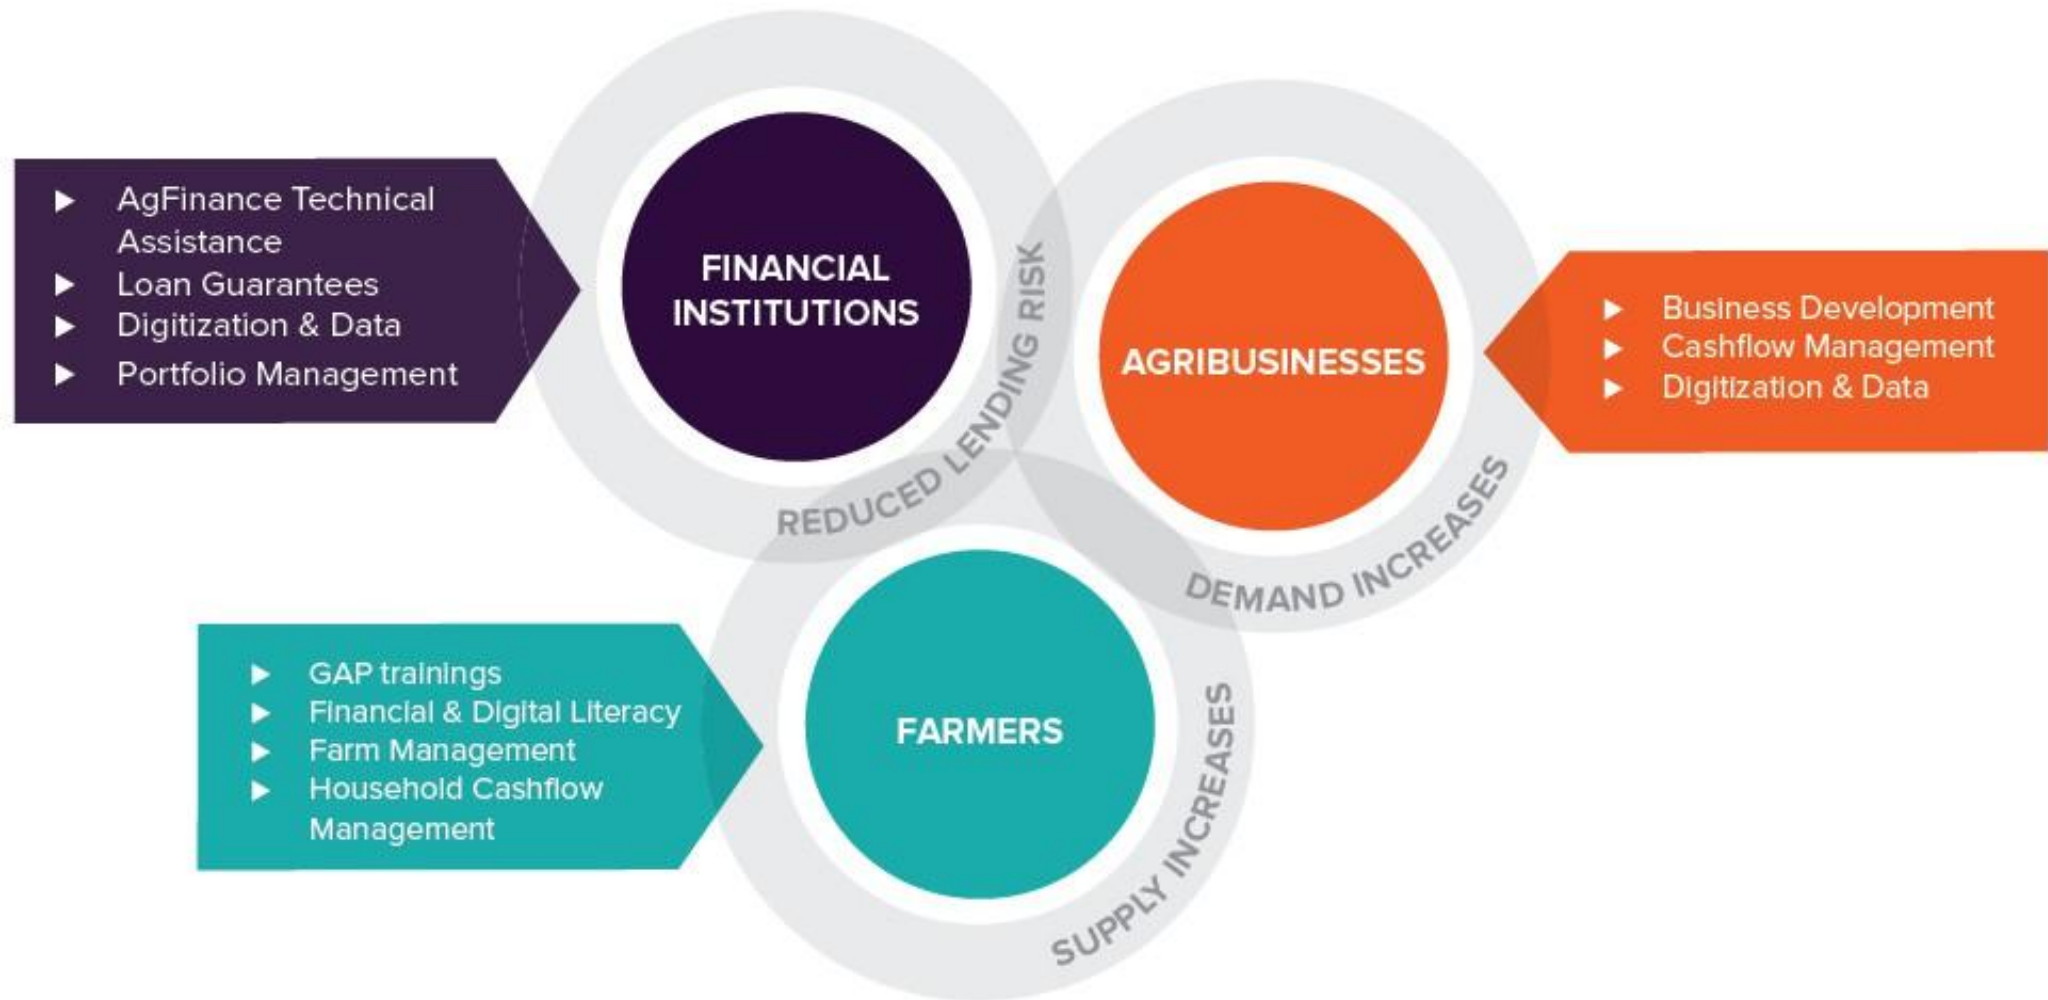 AgFinance Technical
Assistance
Loan Guarantees
Digitization & Data
Portfolio Management
FINANCIAL
INSTITUTIONS
REDUCED LENDING RISK
AGRIBUSINESSES
DEMAND INCREASES
Business Development
Cashflow Management
Digitization & Data
GAP trainings
Financial & Digital Literacy
Farm Management
Household Cashflow
Management
FARMERS
SUPPLY INCREASES